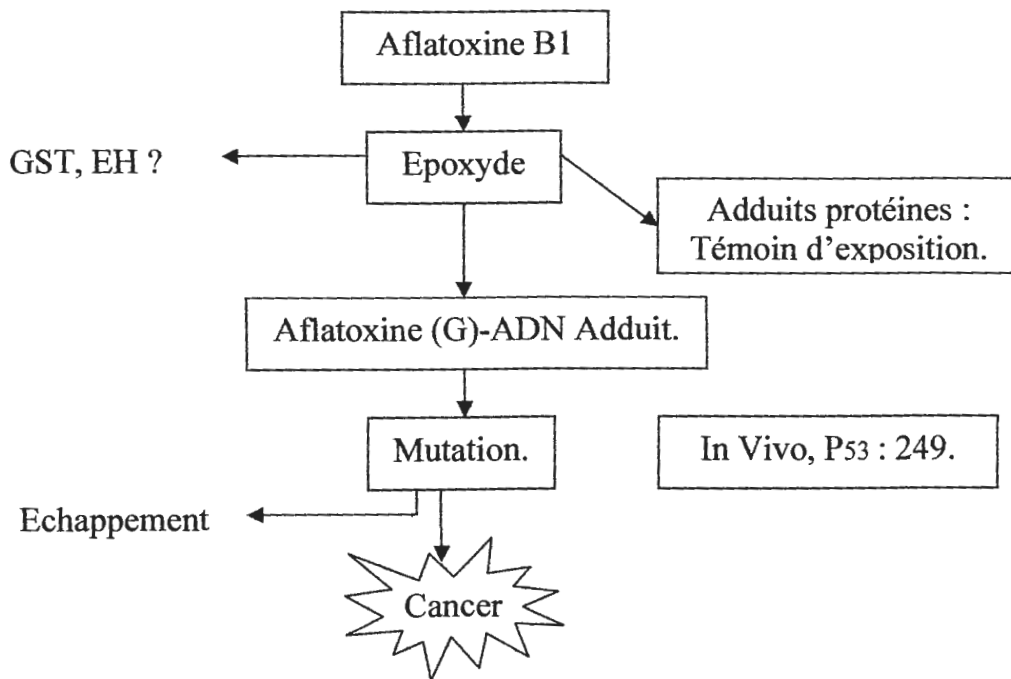 Aflatoxine B1
GST, EH ?
Epoxyde
Adduits protéines :
Témoin d’exposition.
Aflatoxine (G)-ADN Adduit.
Mutation.
In Vivo, P53 : 249.
Echappement
Cancer